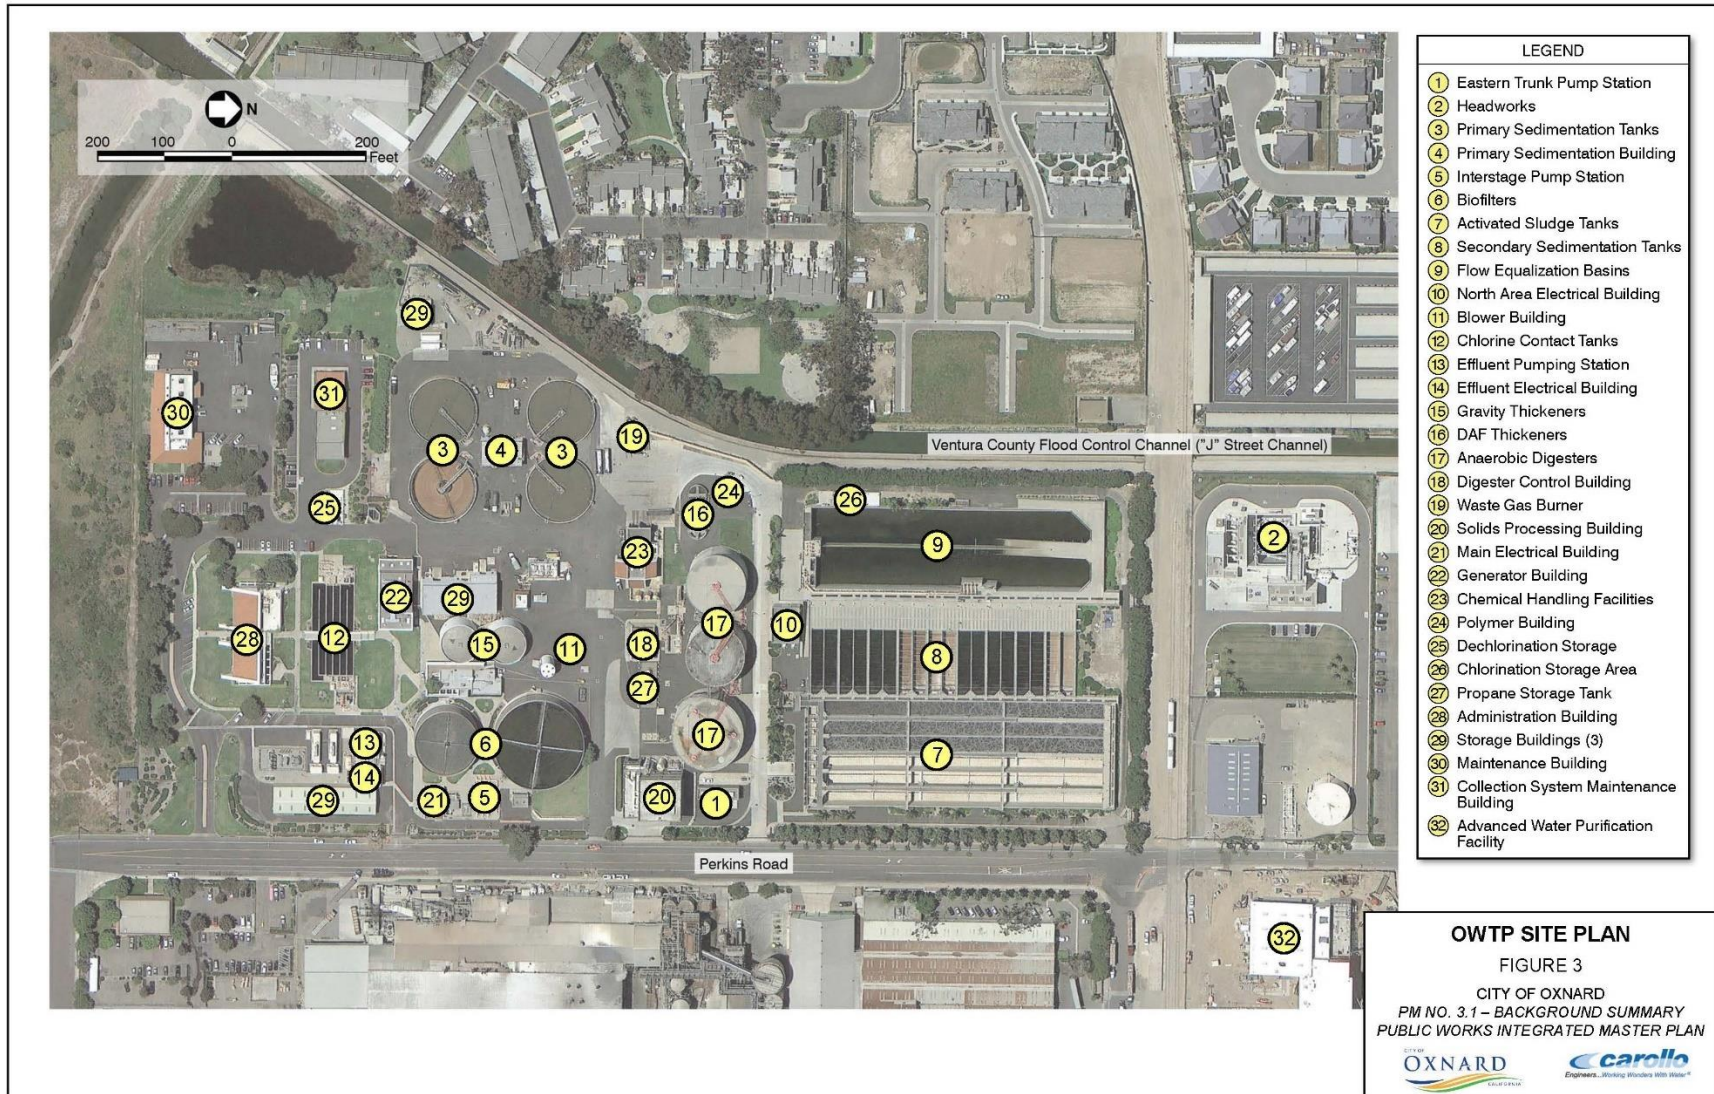 N
200 100 0 200
Feet
29
31
30
3
4
3
19
25
16
24
26
9
2
Ventura County Flood Control Channel ("J" Street Channel)
23
22
29
28
12
15
11
18
17
10
8
27
13
6
17
7
14
29
21
5
20
1
Perkins Road
32
LEGEND
1 Eastern Trunk Pump Station
2 Headworks
3 Primary Sedimentation Tanks
4 Primary Sedimentation Building
5 Interstage Pump Station
6 Biofilters
7 Activated Sludge Tanks
8 Secondary Sedimentation Tanks
9 Flow Equalization Basins
10 North Area Electrical Building
11 Blower Building
12 Chlorine Contact Tanks
13 Effluent Pumping Station
14 Effluent Electrical Building
15 Gravity Thickeners
16 DAF Thickeners
17 Anaerobic Digesters
18 Digester Control Building
19 Waste Gas Burner
20 Solids Processing Building
21 Main Electrical Building
22 Generator Building
23 Chemical Handling Facilities
24 Polymer Building
25 Dechlorination Storage
26 Chlorination Storage Area
27 Propane Storage Tank
28 Administration Building
29 Storage Buildings (3)
30 Maintenance Building
31 Collection System Maintenance
Building
32 Advanced Water Purification
Facility
OWTP SITE PLAN
FIGURE 3
CITY OF OXNARD
PM NO. 3.1 – BACKGROUND SUMMARY
PUBLIC WORKS INTEGRATED MASTER PLAN
CITY OF
OXNARD
CALIFORNIA
carollo
Engineers...Working Wonders With Water®